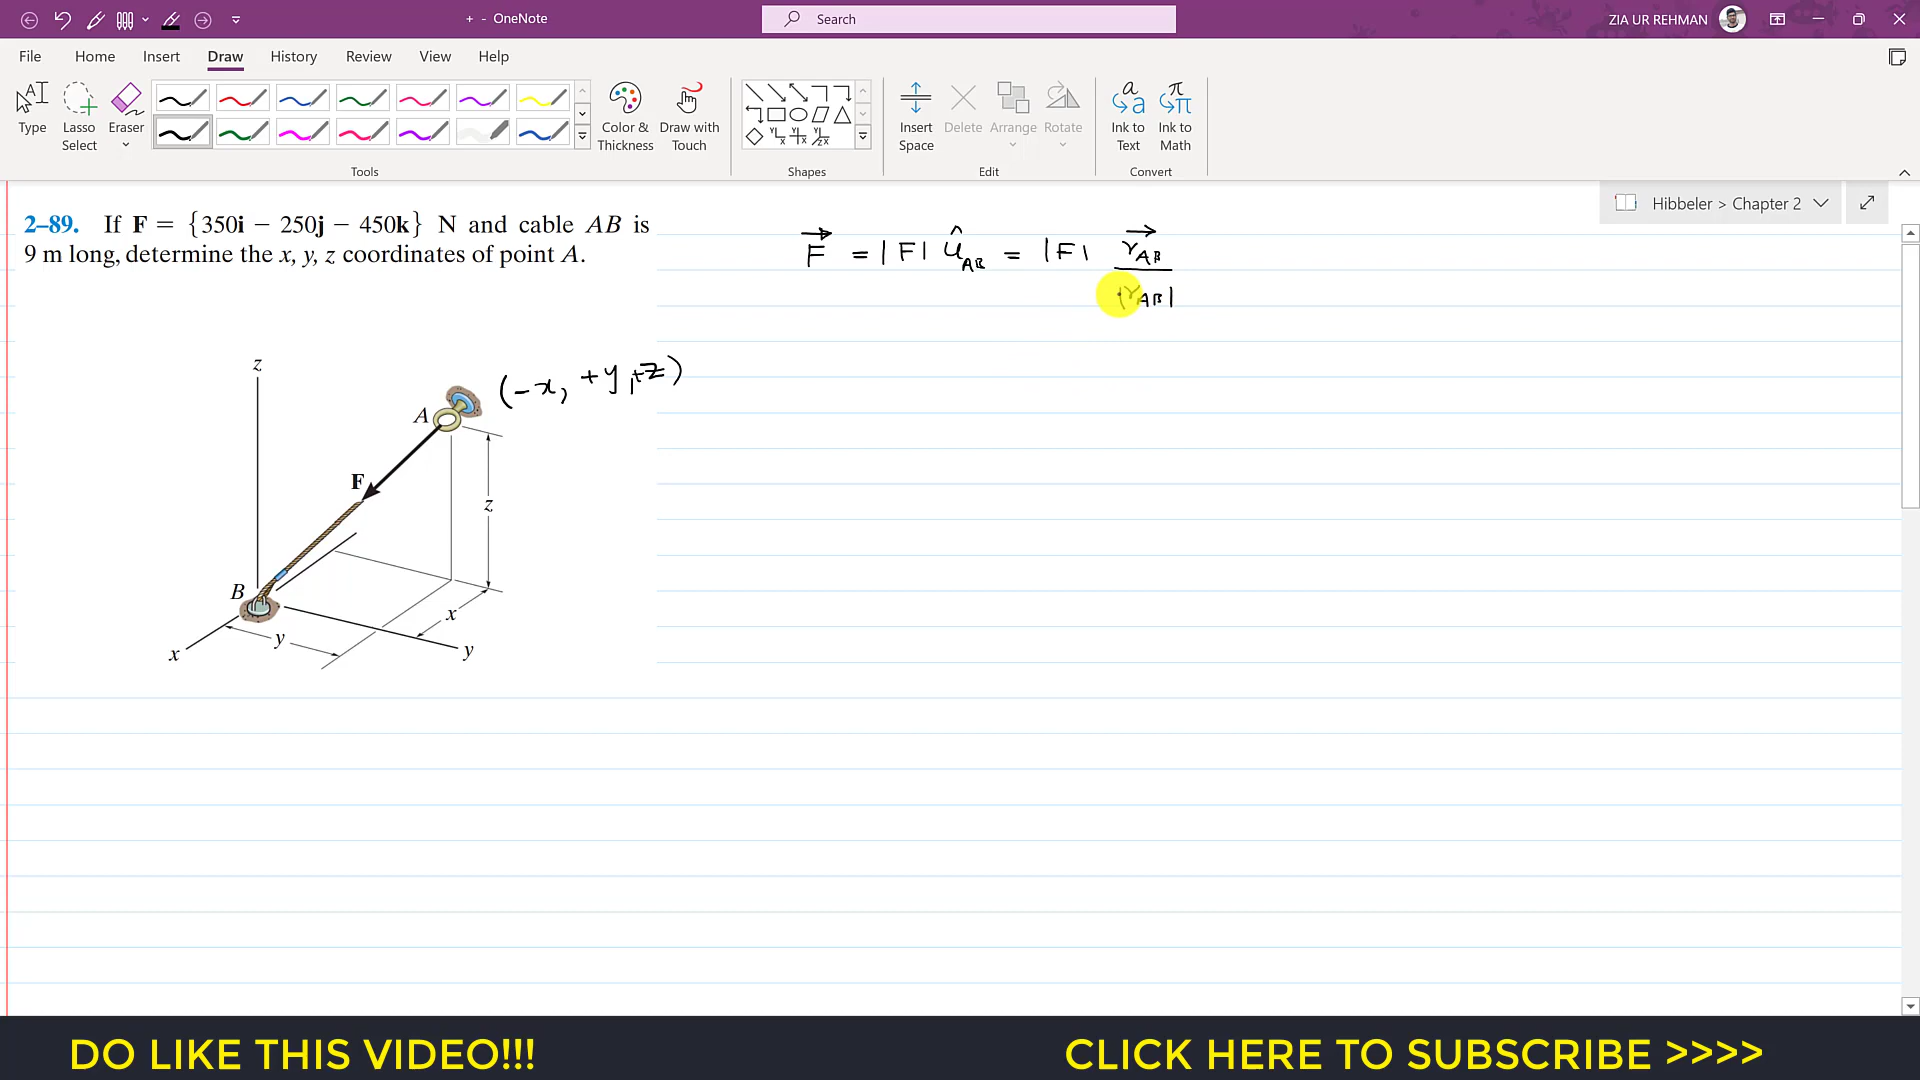 + - OneNote
Search
ZIA UR REHMAN
File Home Insert Draw History Review View Help
Type
Lasso Select
Eraser
Color & Thickness
Draw with Touch
Insert Space
Delete
Arrange
Rotate
a a
Ink to Text
π π
Ink to Math
Tools
Shapes
Edit
Convert
Hibbeler > Chapter 2
2–89. If F = {350i − 250j − 450k} N and cable AB is
9 m long, determine the x, y, z coordinates of point A.
F = |F| û AB = |F| r AB
|r AB|
z
(-x, +y, +z)
A
F
z
B
x
y
x
y
DO LIKE THIS VIDEO!!!
CLICK HERE TO SUBSCRIBE >>>>